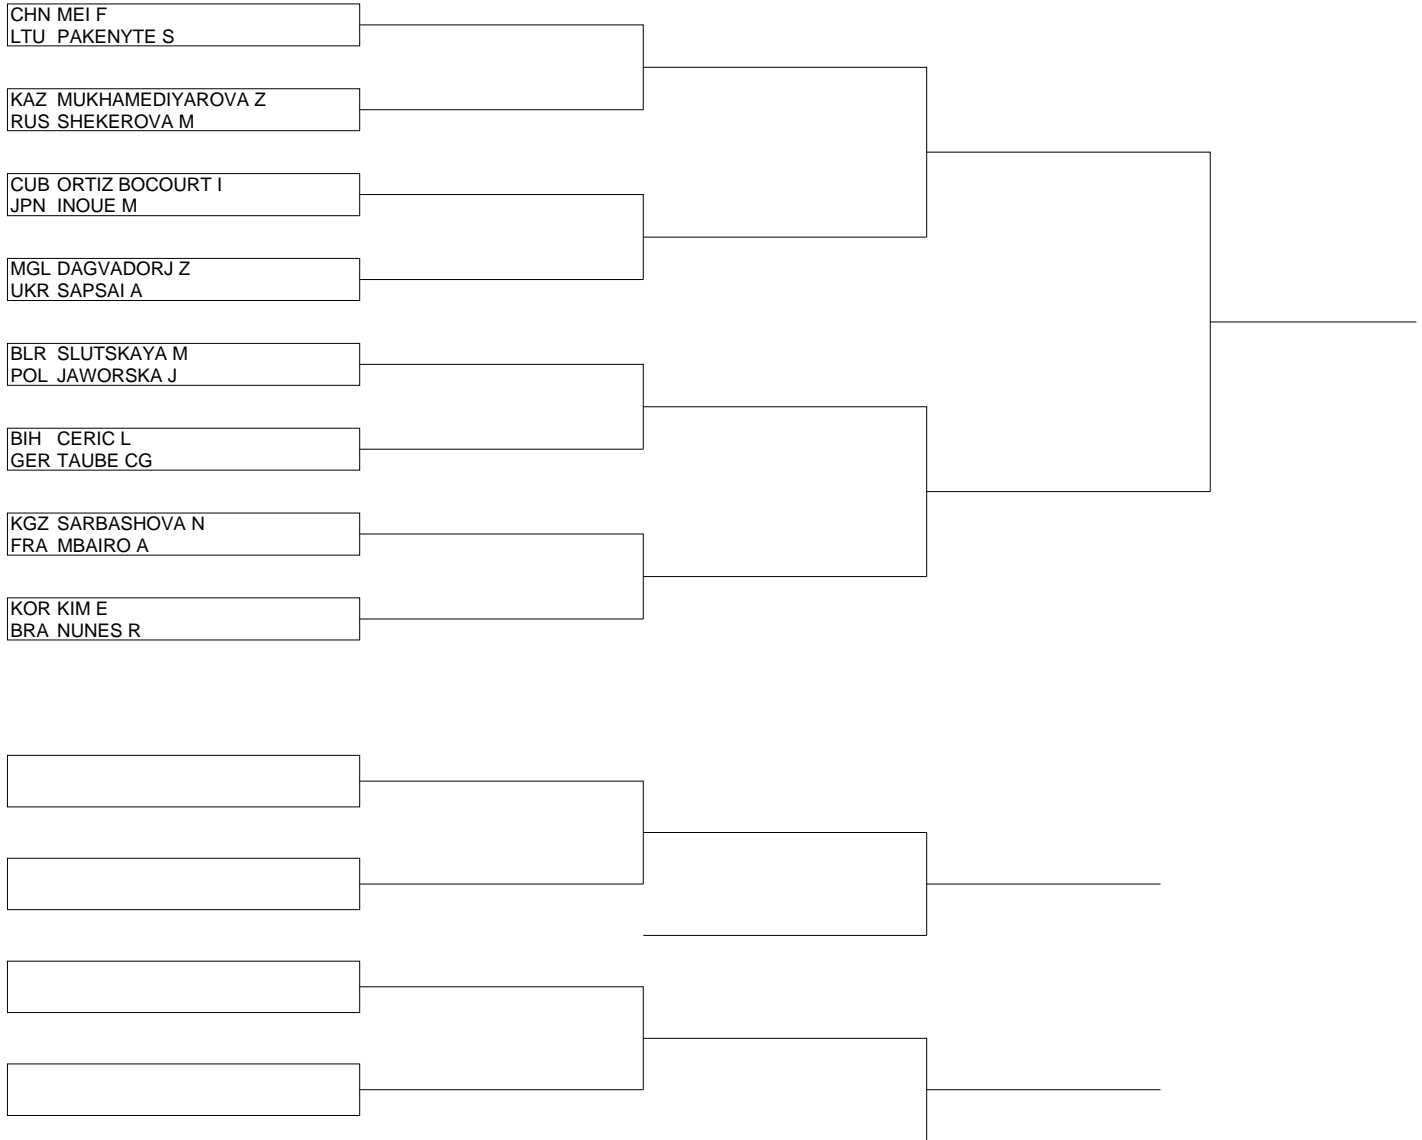 CHN MEI F
LTU PAKENYTE S
KAZ MUKHAMEDIYAROVA Z
RUS SHEKEROVA M
CUB ORTIZ BOCOURT I
JPN INOUE M
MGL DAGVADORJ Z
UKR SAPSAI A
BLR SLUTSKAYA M
POL JAWORSKA J
BIH CERIC L
GER TAUBE CG
KGZ SARBASHOVA N
FRA MBAIRO A
KOR KIM E
BRA NUNES R